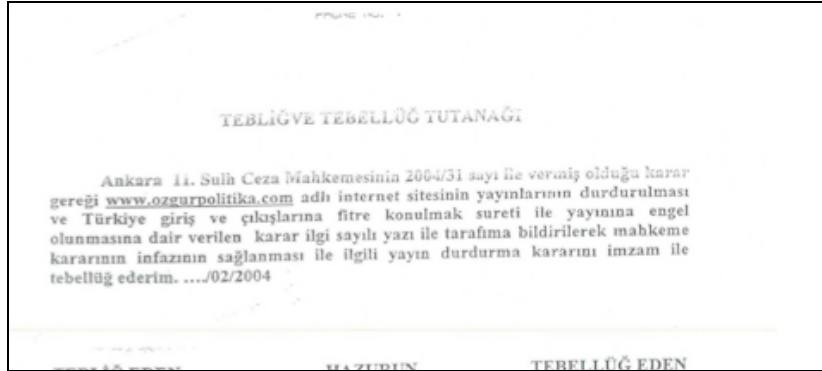 TEBLİĞVE TEBELLÜĞ TUTANAĞI
Ankara 11. Sulh Ceza Mahkemesinin 2004/31 sayı ile vermiş olduğu karar
gereği www.ozgurpolitika.com adlı internet sitesinin yayınlarının durdurulması
ve Türkiye giriş ve çıkışlarına fitre konulmak sureti ile yayınına engel
olunmasına dair verilen karar ilgi sayılı yazı ile tarafıma bildirilerek mahkeme
kararının infazının sağlanması ile ilgili yayın durdurma kararını imzam ile
tebellüğ ederim. ..../02/2004
TEBLİĞ EDEN HAZURUN TEBELLÜĞ EDEN